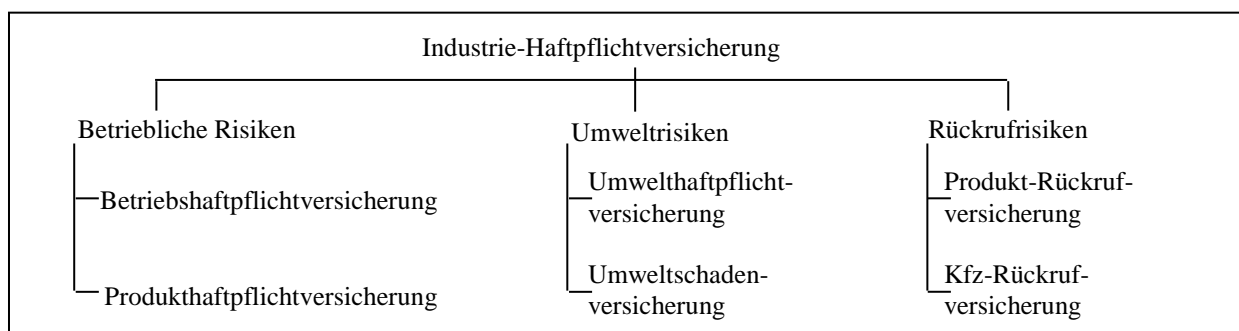 Industrie-Haftpflichtversicherung
Betriebliche Risiken
Betriebshaftpflichtversicherung
Produkthaftpflichtversicherung
Umweltrisiken
Umwelthaftpflicht-
versicherung
Umweltschaden-
versicherung
Rückrufrisiken
Produkt-Rückruf-
versicherung
Kfz-Rückruf-
versicherung